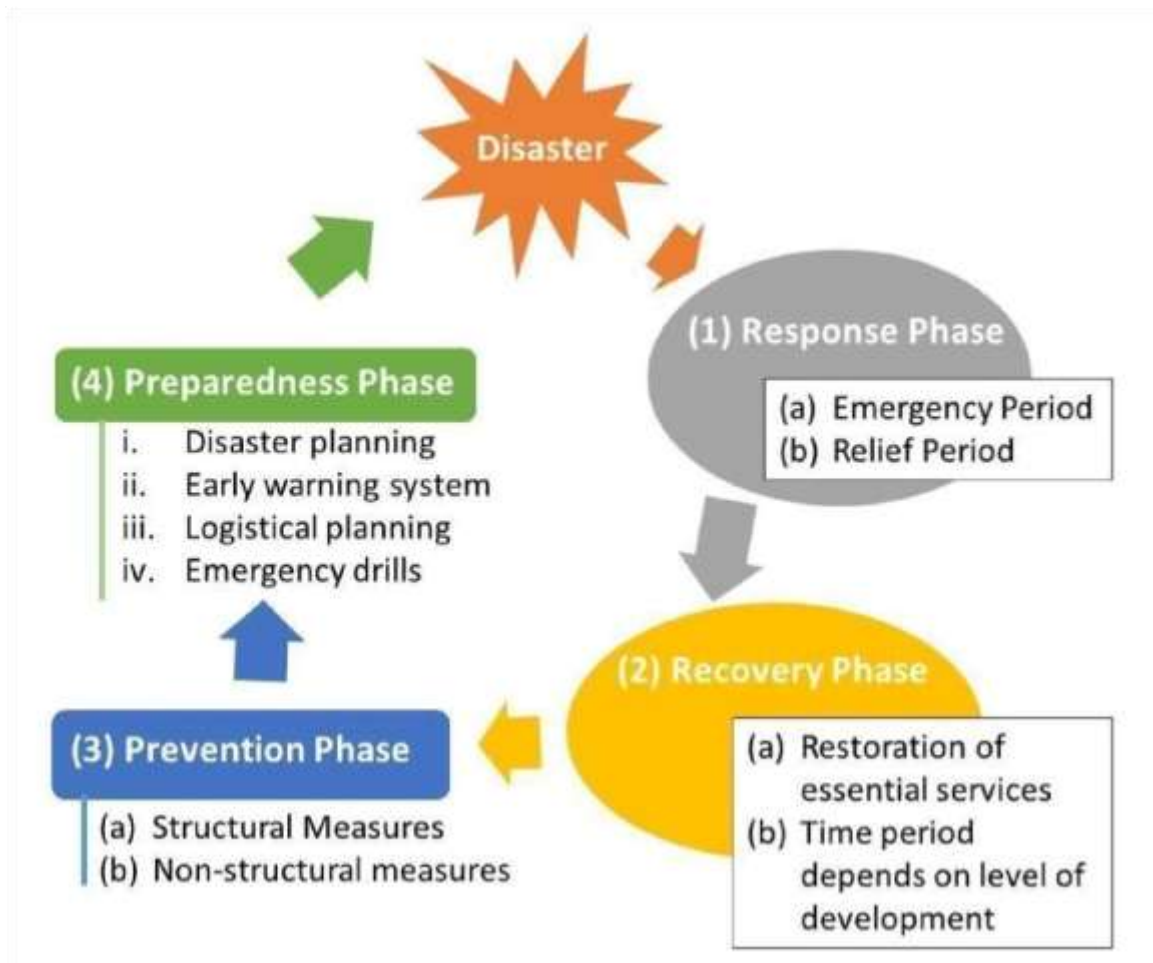 Disaster
(1) Response Phase
(a) Emergency Period
(b) Relief Period
(2) Recovery Phase
(a) Restoration of
essential services
(b) Time period
depends on level of
development
(3) Prevention Phase
(a) Structural Measures
(b) Non-structural measures
(4) Preparedness Phase
i. Disaster planning
ii. Early warning system
iii. Logistical planning
iv. Emergency drills